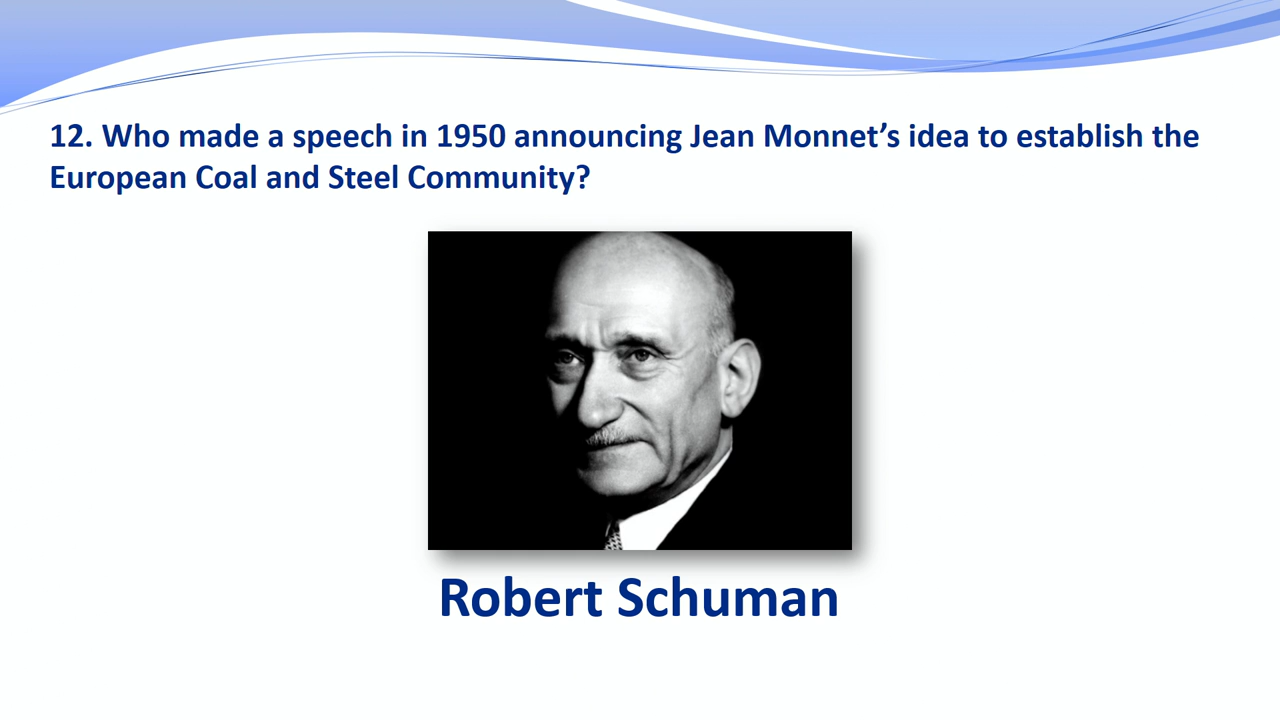 12. Who made a speech in 1950 announcing Jean Monnet’s idea to establish the
European Coal and Steel Community?
Robert Schuman